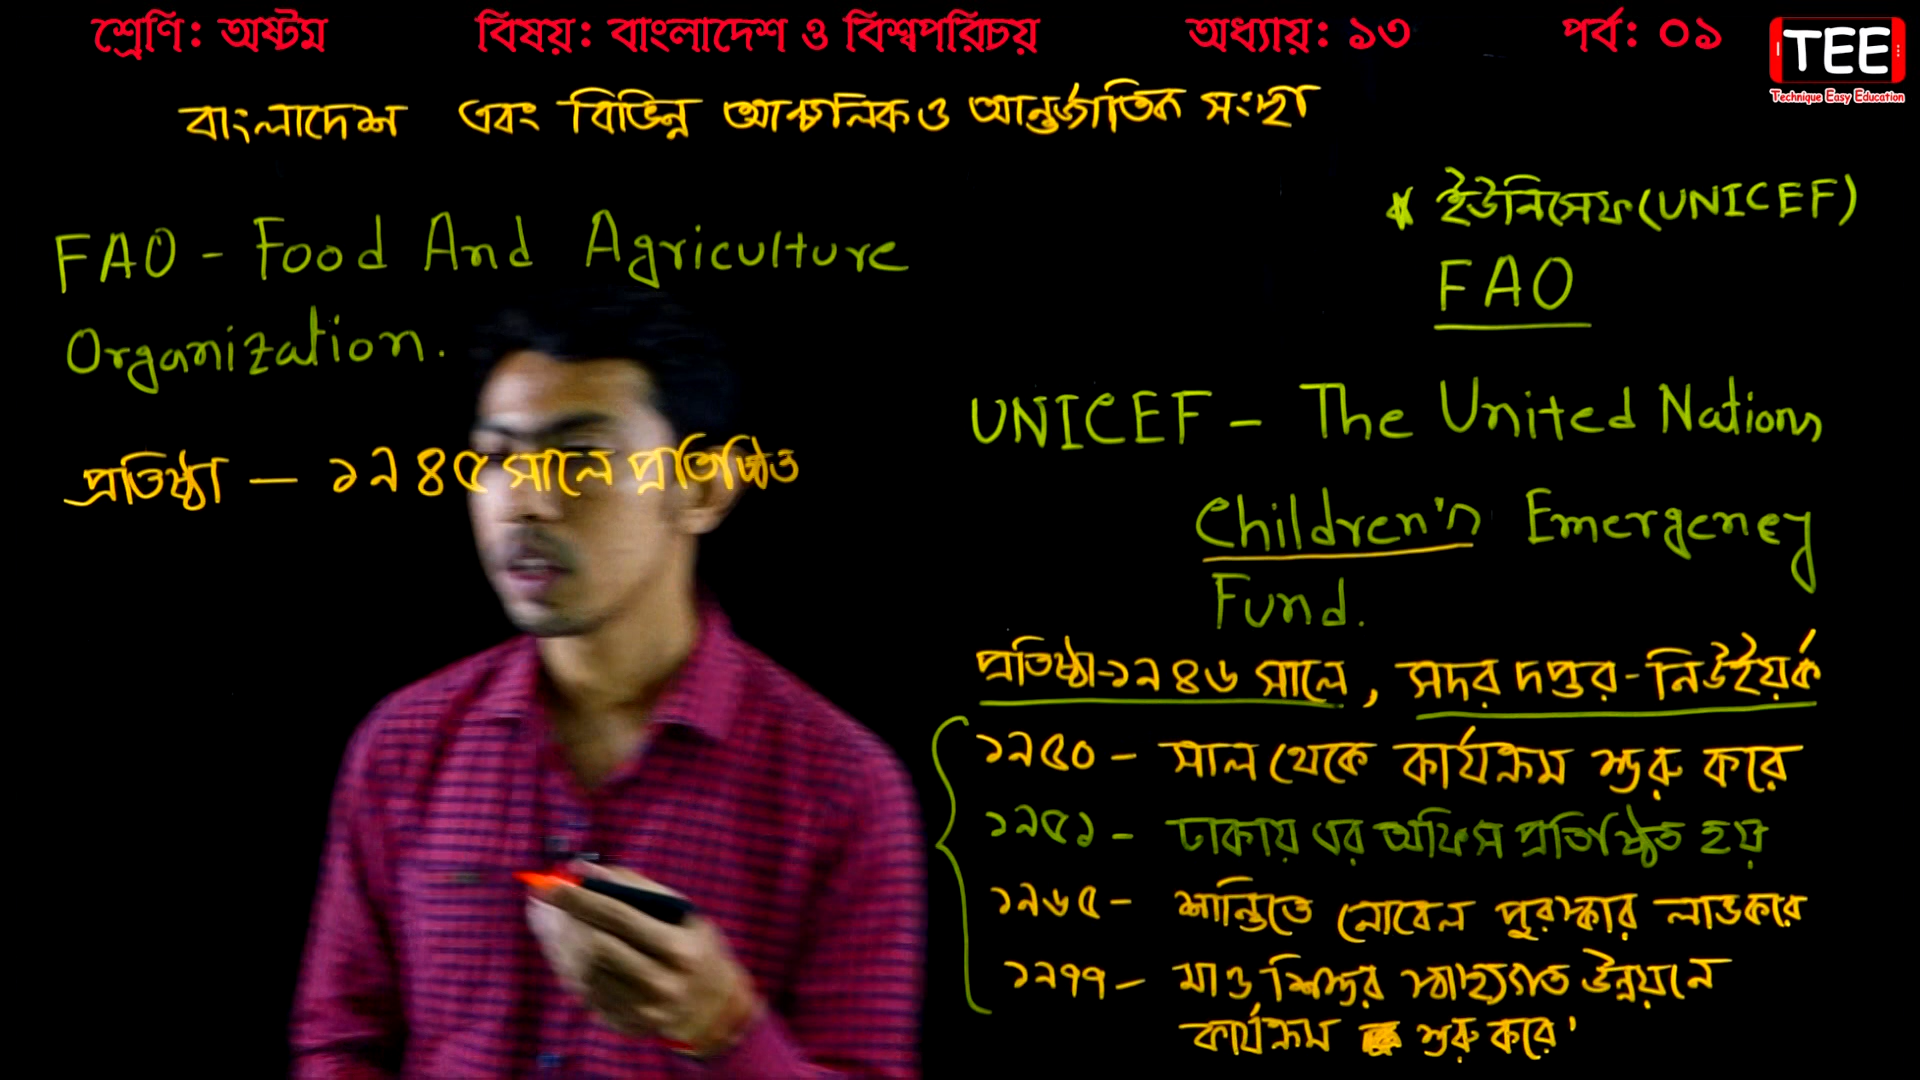 শ্রেণি: অষ্টম বিষয়: বাংলাদেশ ও বিশ্বপরিচয় অধ্যায়: ১৩ পর্ব: ০১
TEE
Technique Easy Education
বাংলাদেশ এবং বিভিন্ন আঞ্চলিক ও আন্তর্জাতিক সংস্থা
FAO - Food And Agriculture
Organization.
প্রতিষ্ঠা — ১৯৪৫ সালে প্রতিষ্ঠিত
* ইউনিসেফ (UNICEF)
FAO
UNICEF - The United Nations
Children's Emergency
Fund.
প্রতিষ্ঠা-১৯৪৬ সালে, সদর দপ্তর-নিউইয়র্ক
১৯৫০ - সাল থেকে কার্যক্রম শুরু করে
১৯৫১ - ঢাকায় এর অফিস প্রতিষ্ঠিত হয়
১৯৬৫ - শান্তিতে নোবেল পুরস্কার লাভ করে
১৯৭৭ - মা ও শিশুর স্বাস্থ্যগত উন্নয়নে
কার্যক্রম শুরু করে'